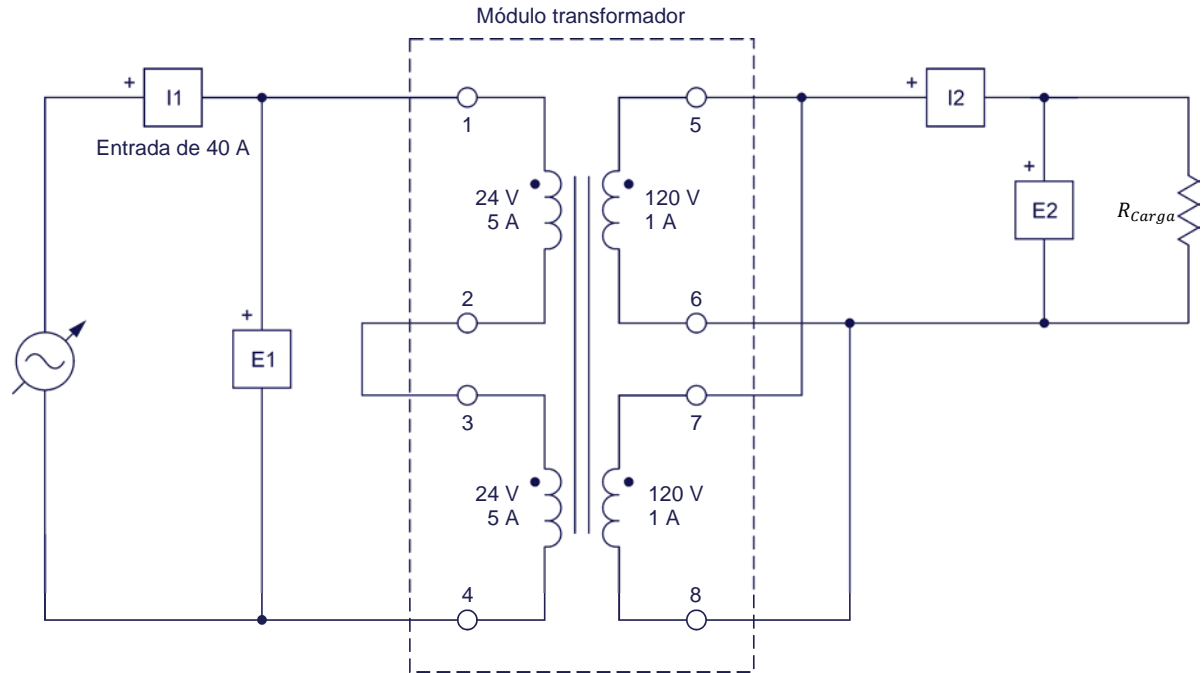 Módulo transformador
+
I1
Entrada de 40 A
1
5
+
I2
24 V
5 A
120 V
1 A
+
E2
R_Carga
2
6
+
E1
3
7
24 V
5 A
120 V
1 A
4
8